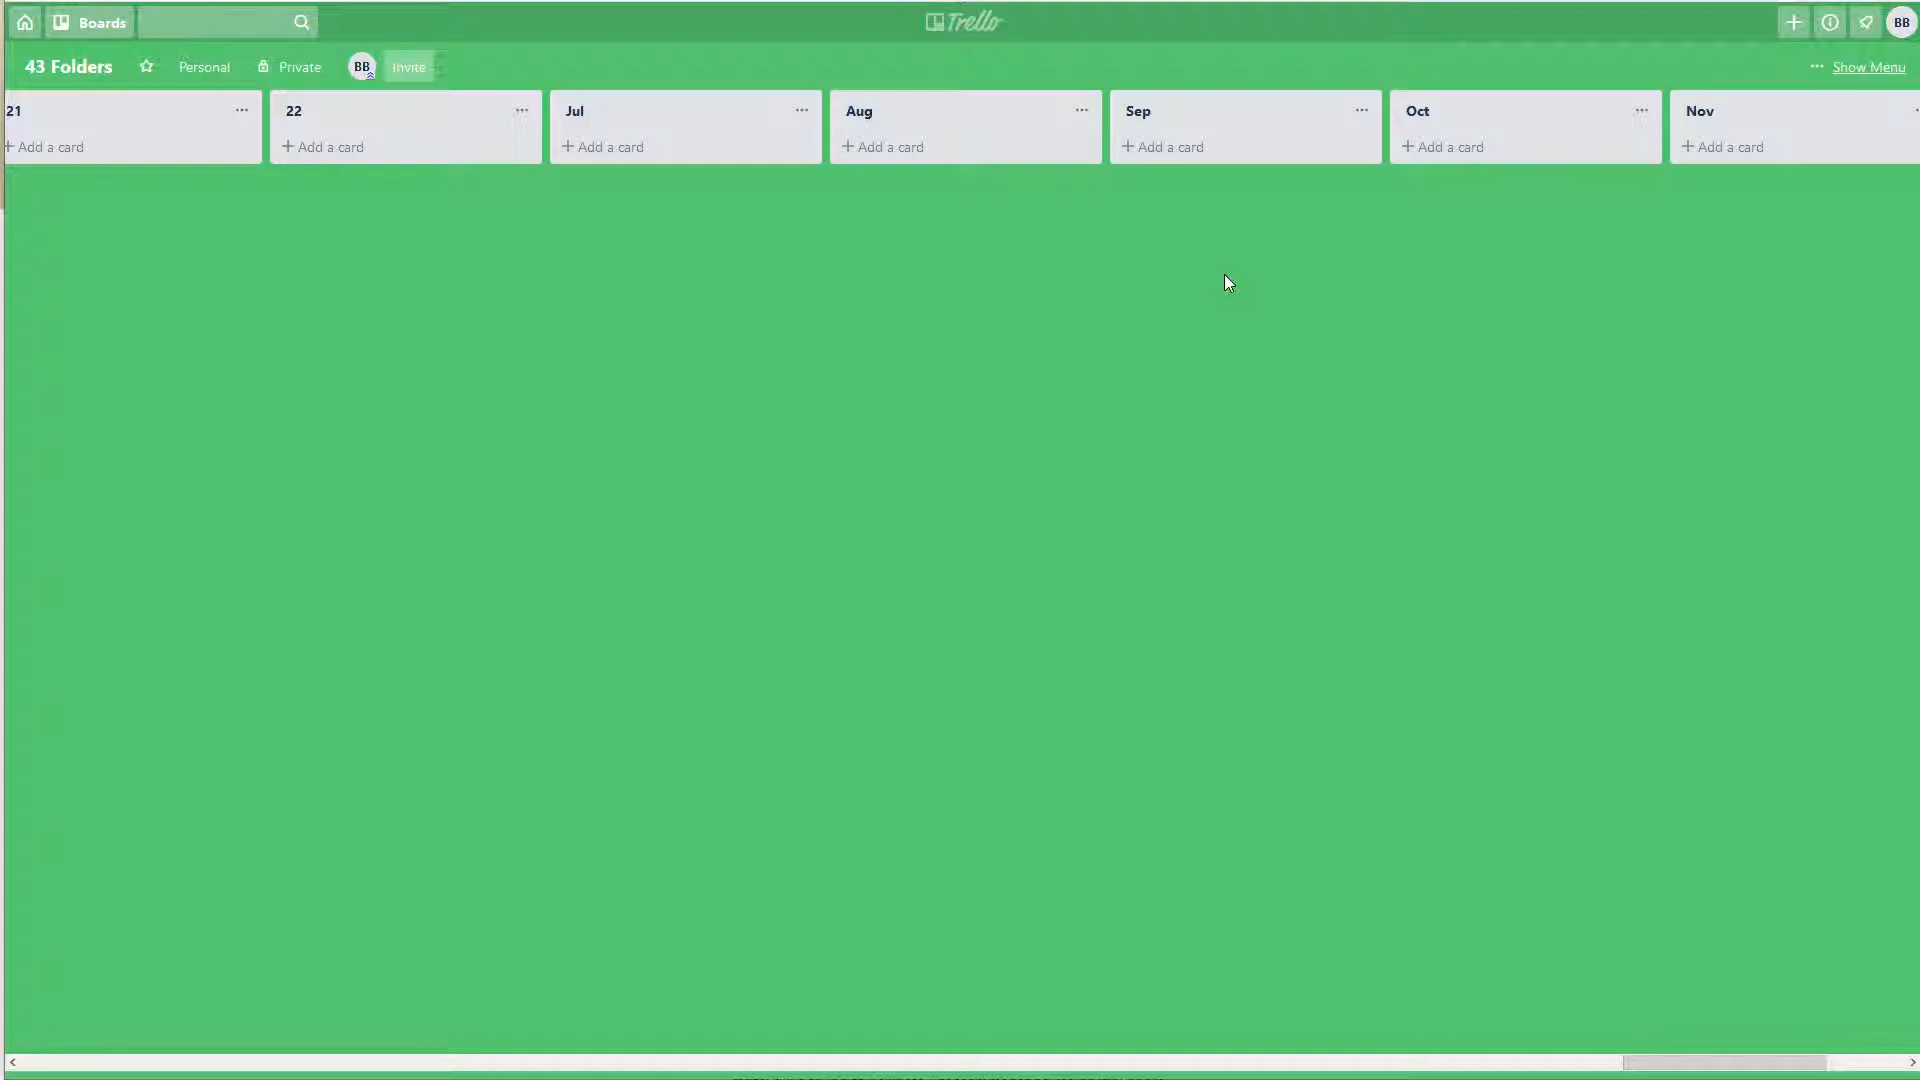 Boards
Trello
BB
43 Folders
Personal
Private
BB
Invite
Show Menu
21
22
Jul
Aug
Sep
Oct
Nov
Add a card
Add a card
Add a card
Add a card
Add a card
Add a card
Add a card